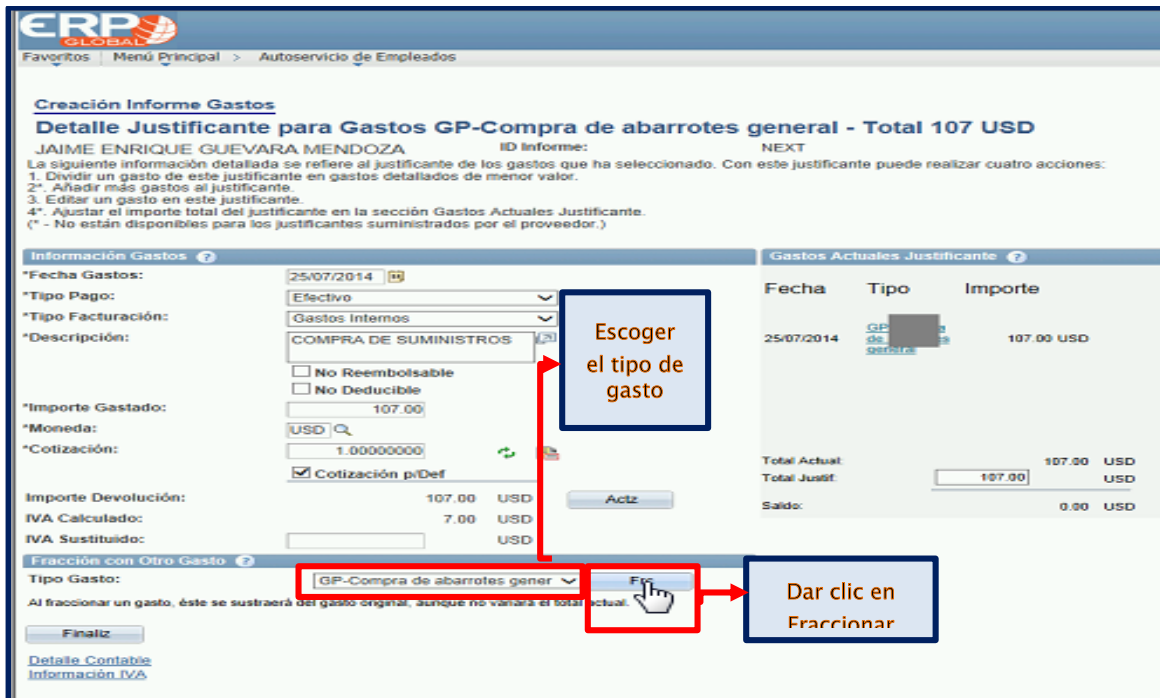 ERP
GLOBAL
Favoritos Menú Principal > Autoservicio de Empleados
Creación Informe Gastos
Detalle Justificante para Gastos GP-Compra de abarrotes general - Total 107 USD
JAIME ENRIQUE GUEVARA MENDOZA ID Informe: NEXT
La siguiente información detallada se refiere al justificante de los gastos que ha seleccionado. Con este justificante puede realizar cuatro acciones:
1. Dividir un gasto de este justificante en gastos detallados de menor valor.
2*. Añadir más gastos al justificante.
3. Editar un gasto en este justificante.
4*. Ajustar el importe total del justificante en la sección Gastos Actuales Justificante.
(* - No están disponibles para los justificantes suministrados por el proveedor.)
Información Gastos
*Fecha Gastos: 25/07/2014
*Tipo Pago: Efectivo
*Tipo Facturación: Gastos Internos
*Descripción: COMPRA DE SUMINISTROS
No Reembolsable
No Deducible
*Importe Gastado: 107.00
*Moneda: USD
*Cotización: 1.00000000
Cotización p/Def
Importe Devolución: 107.00 USD Actz
IVA Calculado: 7.00 USD
IVA Sustituido: USD
Gastos Actuales Justificante
Fecha Tipo Importe
25/07/2014 GP de general 107.00 USD
Total Actual: 107.00 USD
Total Justif: 107.00 USD
Saldo: 0.00 USD
Escoger
el tipo de
gasto
Fracción con Otro Gasto
Tipo Gasto: GP-Compra de abarrotes gener
Al fraccionar un gasto, éste se sustraerá del gasto original, aunque no variará el total actual.
Dar clic en
Fraccionar
Finaliz
Detalle Contable
Información IVA